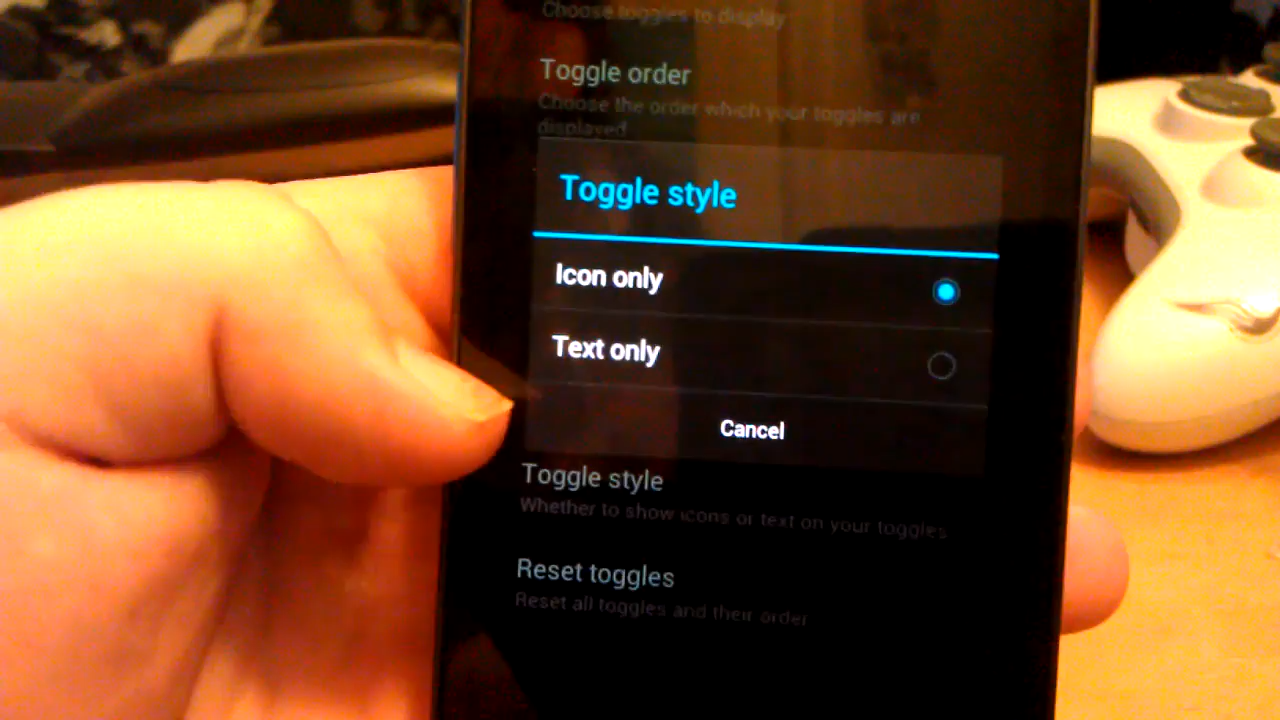 Choose toggles to display
Toggle order
Choose the order which your toggles are
displayed
Toggle style
Icon only
Text only
Cancel
Toggle style
Whether to show icons or text on your toggles
Reset toggles
Reset all toggles and their order